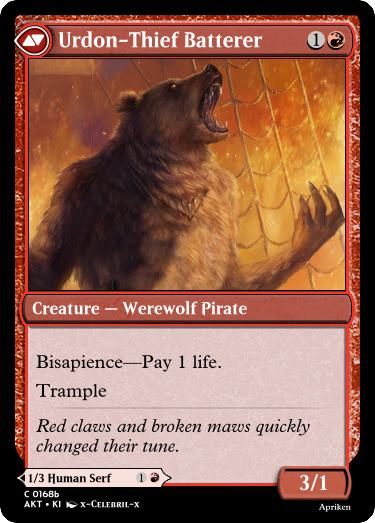 Urdon-Thief Batterer 1
Creature — Werewolf Pirate
Bisapience—Pay 1 life.
Trample
Red claws and broken maws quickly
changed their tune.
1/3 Human Serf 1
3/1
C 0168b
AKT • KI x-Celebril-x
Apriken